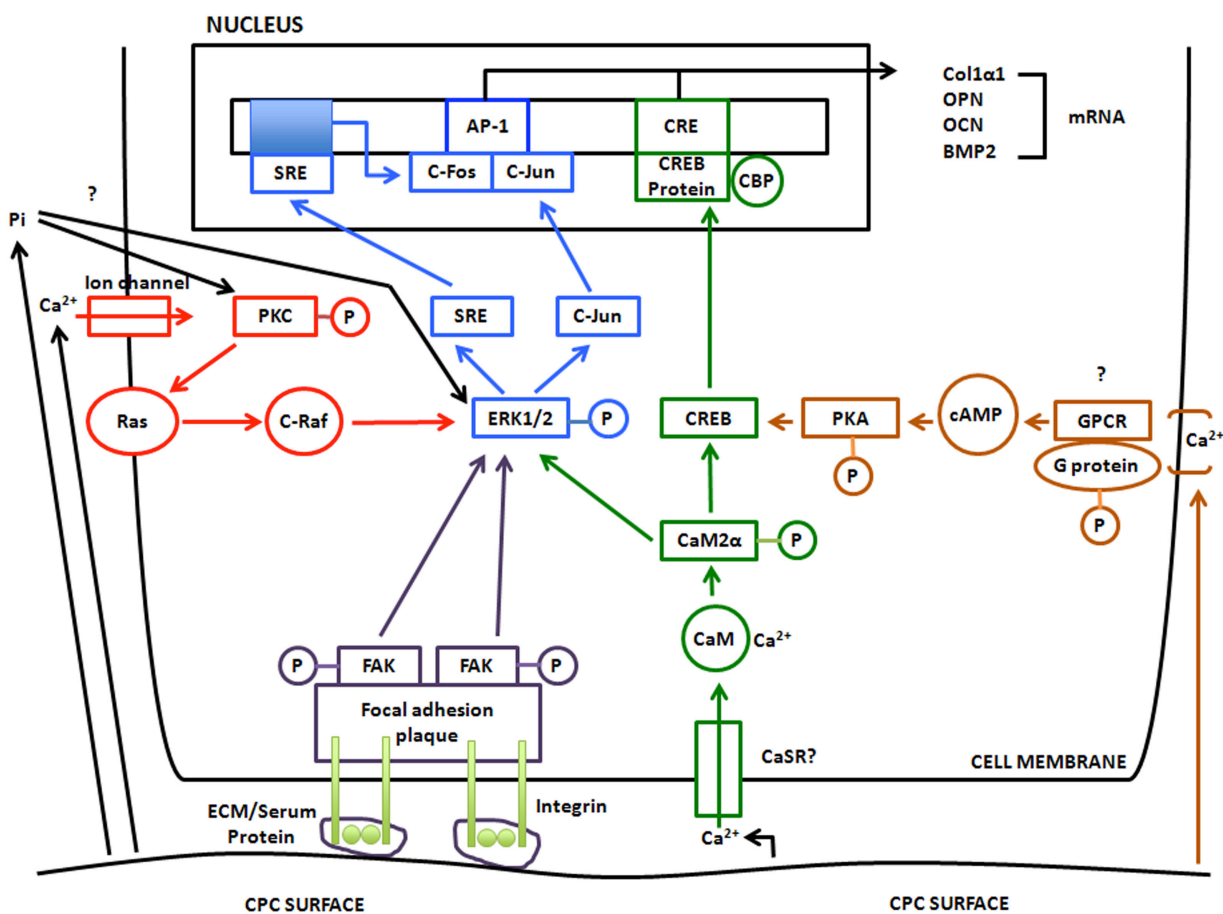 NUCLEUS
Col1α1
OPN
OCN
BMP2
mRNA
AP-1
CRE
SRE
C-Fos
C-Jun
CREB
Protein
CBP
?
Pi
Ion channel
Ca²⁺
PKC
P
SRE
C-Jun
Ras
C-Raf
ERK1/2
P
CREB
PKA
P
cAMP
?
GPCR
G protein
P
Ca²⁺
CaM2α
P
CaM
Ca²⁺
P
FAK
FAK
P
Focal adhesion
plaque
CaSR?
CELL MEMBRANE
ECM/Serum
Protein
Integrin
Ca²⁺
CPC SURFACE
CPC SURFACE